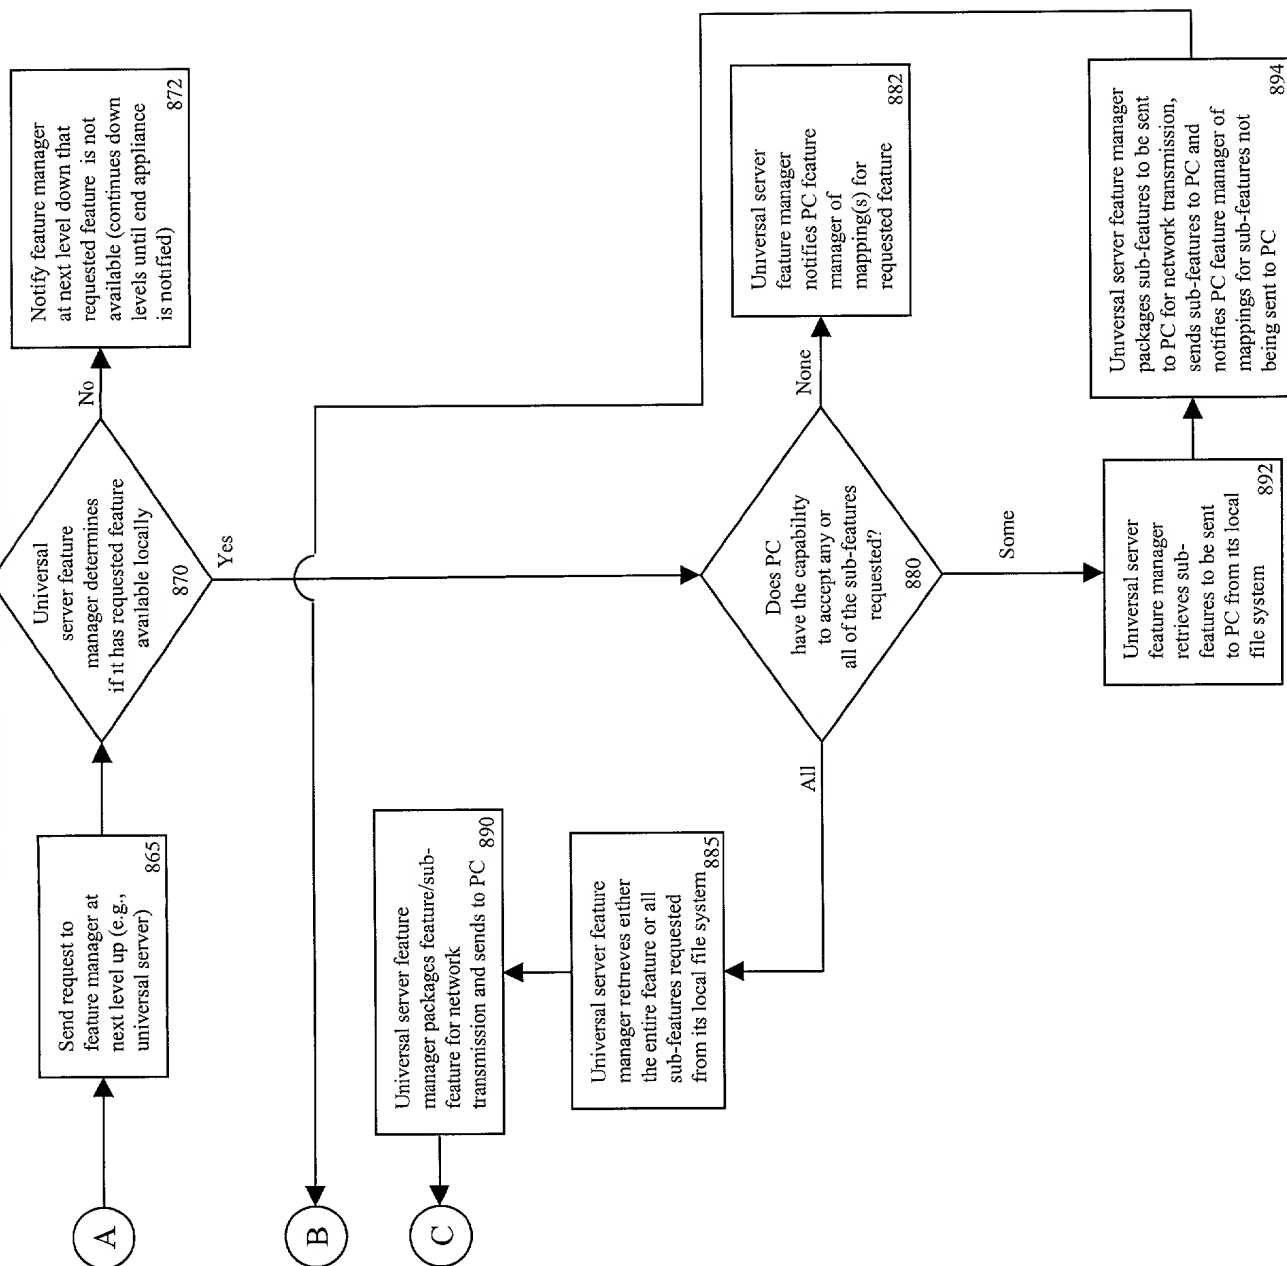 A
Send request to
feature manager at
next level up (e.g.,
universal server)
865
Universal
server feature
manager determines
if it has requested feature
available locally
870
No
Notify feature manager
at next level down that
requested feature is not
available (continues down
levels until end appliance
is notified)
872
Yes
B
C
Universal server feature
manager packages feature/sub-
feature for network
transmission and sends to PC
890
Universal server feature
manager retrieves either
the entire feature or all
sub-features requested
from its local file system
885
All
Does PC
have the capability
to accept any or
all of the sub-features
requested?
880
None
Universal server
feature manager
notifies PC feature
manager of
mapping(s) for
requested feature
882
Some
Universal server
feature manager
retrieves sub-
features to be sent
to PC from its local
file system
892
Universal server feature manager
packages sub-features to be sent
to PC for network transmission,
sends sub-features to PC and
notifies PC feature manager of
mappings for sub-features not
being sent to PC
894